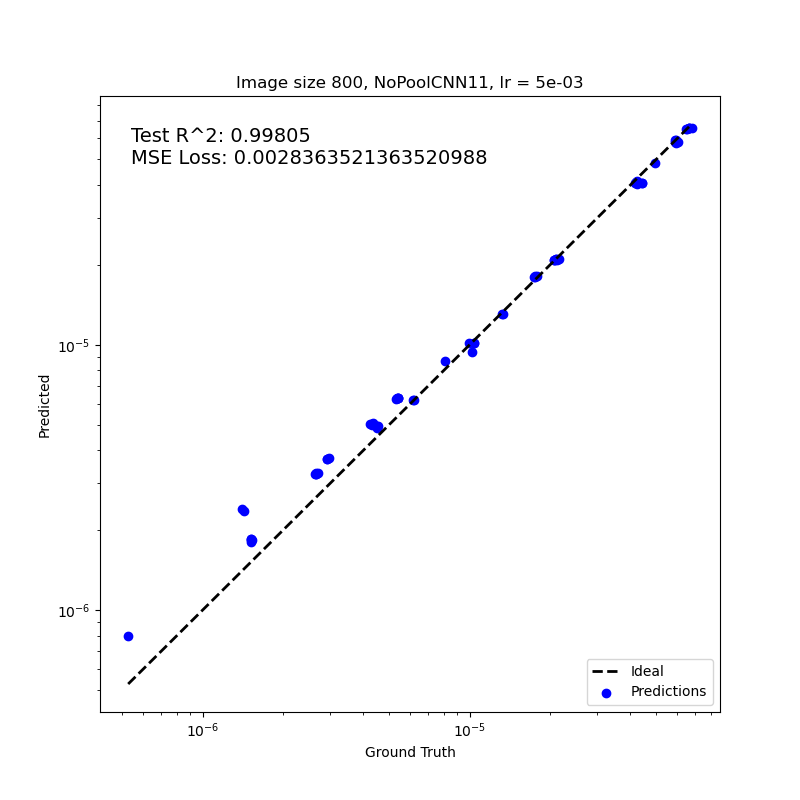 Image size 800, NoPoolCNN11, lr = 5e-03
Test R^2: 0.99805
MSE Loss: 0.0028363521363520988
Predicted
10⁻⁵
10⁻⁶
10⁻⁶
10⁻⁵
Ground Truth
Ideal
Predictions